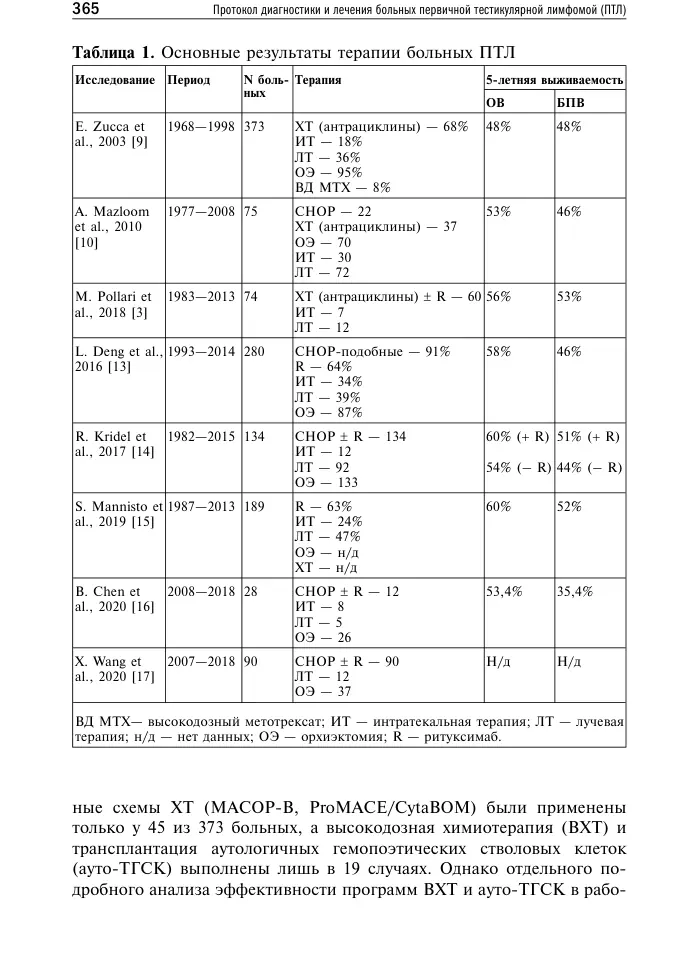 365
Протокол диагностики и лечения больных первичной тестикулярной лимфомой (ПТЛ)
Таблица 1. Основные результаты терапии больных ПТЛ
Исследование Период N боль- Терапия 5-летняя выживаемость
ных
ОВ БПВ
E. Zucca et 1968—1998 373 ХТ (антрациклины) — 68% 48% 48%
al., 2003 [9] ИТ — 18%
ЛТ — 36%
ОЭ — 95%
ВД МТХ — 8%
A. Mazloom 1977—2008 75 CHOP — 22 53% 46%
et al., 2010 ХТ (антрациклины) — 37
[10] ОЭ — 70
ИТ — 30
ЛТ — 72
M. Pollari et 1983—2013 74 ХТ (антрациклины) ± R — 60 56% 53%
al., 2018 [3] ИТ — 7
ЛТ — 12
L. Deng et al., 1993—2014 280 CHOP-подобные — 91% 58% 46%
2016 [13] R — 64%
ИТ — 34%
ЛТ — 39%
ОЭ — 87%
R. Kridel et 1982—2015 134 CHOP ± R — 134 60% (+ R) 51% (+ R)
al., 2017 [14] ИТ — 12
ЛТ — 92 54% (− R) 44% (− R)
ОЭ — 133
S. Mannisto et 1987—2013 189 R — 63% 60% 52%
al., 2019 [15] ИТ — 24%
ЛТ — 47%
ОЭ — н/д
ХТ — н/д
B. Chen et 2008—2018 28 CHOP ± R — 12 53,4% 35,4%
al., 2020 [16] ИТ — 8
ЛТ — 5
ОЭ — 26
X. Wang et 2007—2018 90 CHOP ± R — 90 Н/д Н/д
al., 2020 [17] ЛТ — 12
ОЭ — 37
ВД МТХ— высокодозный метотрексат; ИТ — интратекальная терапия; ЛТ — лучевая
терапия; н/д — нет данных; ОЭ — орхиэктомия; R — ритуксимаб.
ные схемы ХТ (MACOP-B, ProMACE/CytaBOM) были применены
только у 45 из 373 больных, а высокодозная химиотерапия (ВХТ) и
трансплантация аутологичных гемопоэтических стволовых клеток
(ауто-ТГСК) выполнены лишь в 19 случаях. Однако отдельного по-
дробного анализа эффективности программ ВХТ и ауто-ТГСК в рабо-